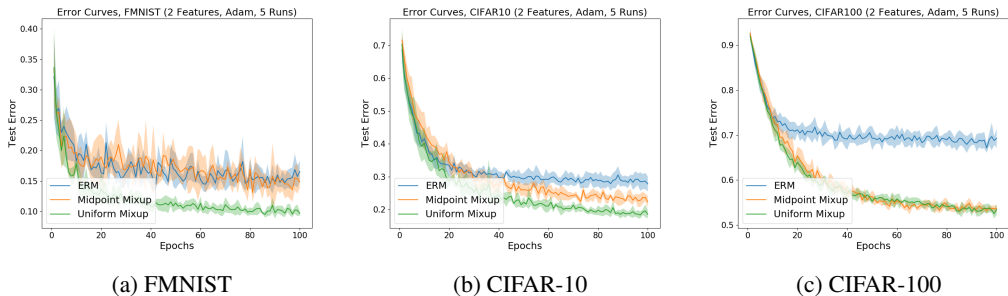 Error Curves, FMNIST (2 Features, Adam, 5 Runs)
0.40
0.35
0.30
0.25
0.20
0.15
0.10
Test Error
ERM
Midpoint Mixup
Uniform Mixup
0 20 40 60 80 100
Epochs
(a) FMNIST
Error Curves, CIFAR10 (2 Features, Adam, 5 Runs)
0.7
0.6
0.5
0.4
0.3
0.2
Test Error
ERM
Midpoint Mixup
Uniform Mixup
0 20 40 60 80 100
Epochs
(b) CIFAR-10
Error Curves, CIFAR100 (2 Features, Adam, 5 Runs)
0.9
0.8
0.7
0.6
0.5
Test Error
ERM
Midpoint Mixup
Uniform Mixup
0 20 40 60 80 100
Epochs
(c) CIFAR-100